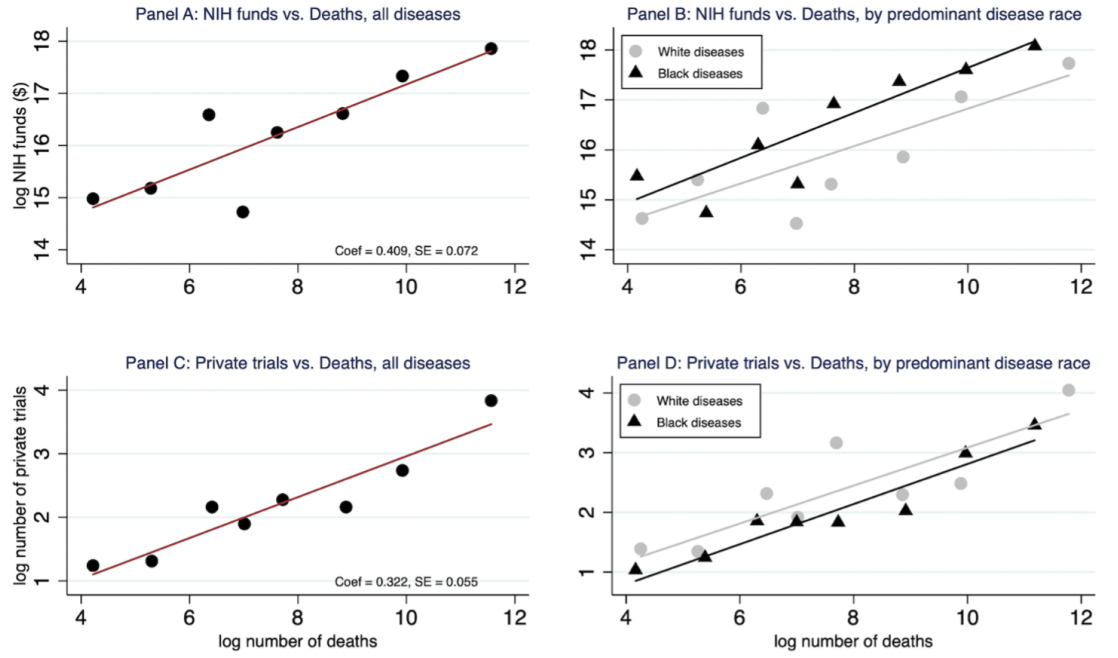 Panel A: NIH funds vs. Deaths, all diseases
log NIH funds ($)
18
17
16
15
14
Coef = 0.409, SE = 0.072
4 6 8 10 12
Panel B: NIH funds vs. Deaths, by predominant disease race
White diseases
Black diseases
18
17
16
15
14
4 6 8 10 12
Panel C: Private trials vs. Deaths, all diseases
log number of private trials
4
3
2
1
Coef = 0.322, SE = 0.055
4 6 8 10 12
log number of deaths
Panel D: Private trials vs. Deaths, by predominant disease race
White diseases
Black diseases
4
3
2
1
4 6 8 10 12
log number of deaths